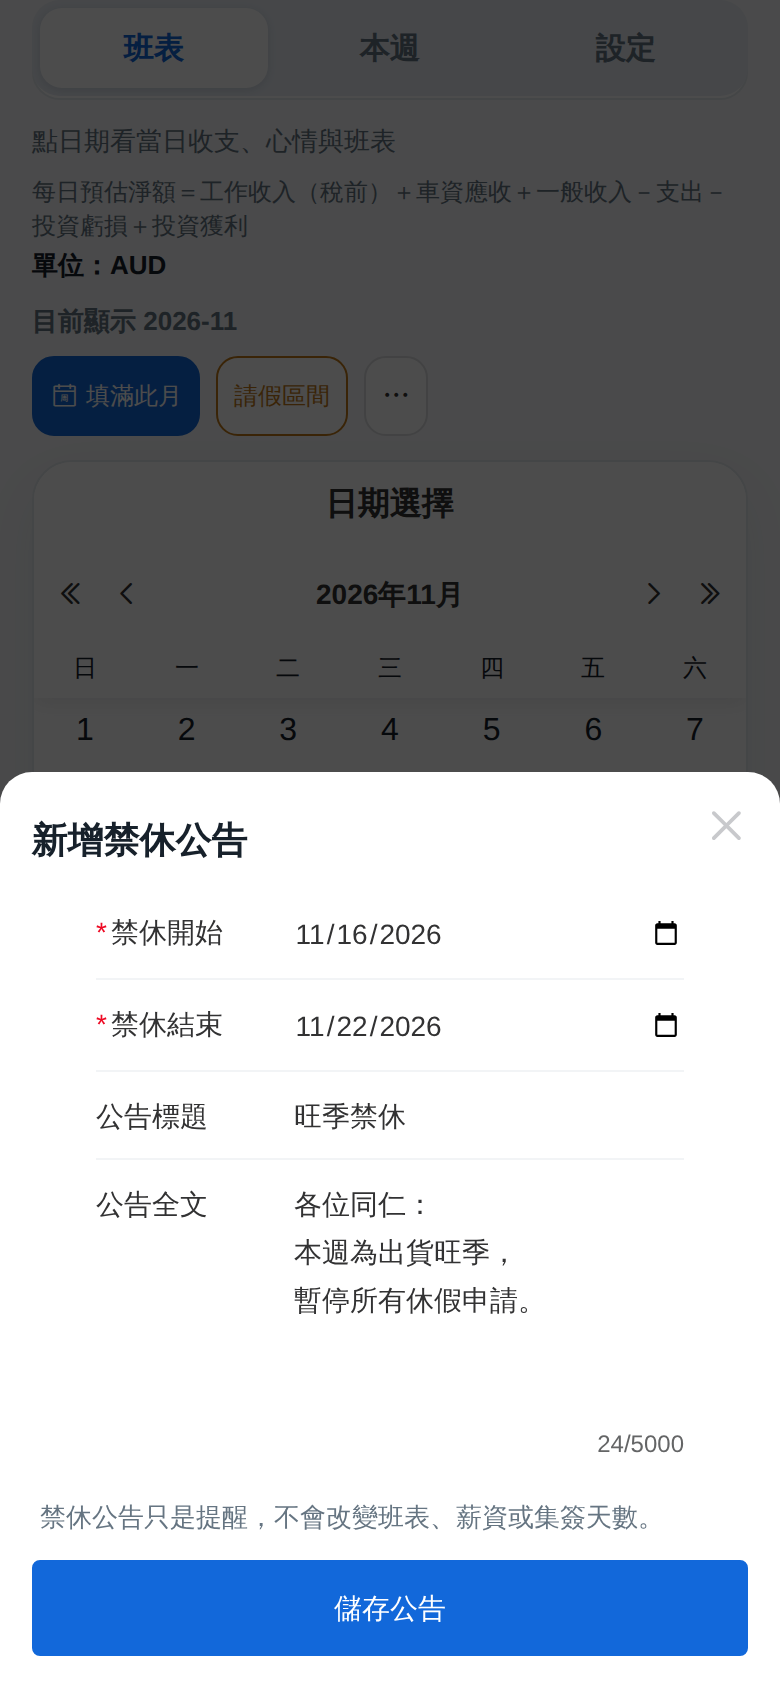 班表
本週
設定
點日期看當日收支、心情與班表
每日預估淨額＝工作收入（稅前）＋車資應收＋一般收入－支出－
投資虧損＋投資獲利
單位：AUD
目前顯示 2026-11
填滿此月
請假區間
···
日期選擇
2026年11月
日 一 二 三 四 五 六
1 2 3 4 5 6 7
新增禁休公告
*禁休開始 11/16/2026
*禁休結束 11/22/2026
公告標題 旺季禁休
公告全文 各位同仁：
本週為出貨旺季，
暫停所有休假申請。
24/5000
禁休公告只是提醒，不會改變班表、薪資或集簽天數。
儲存公告